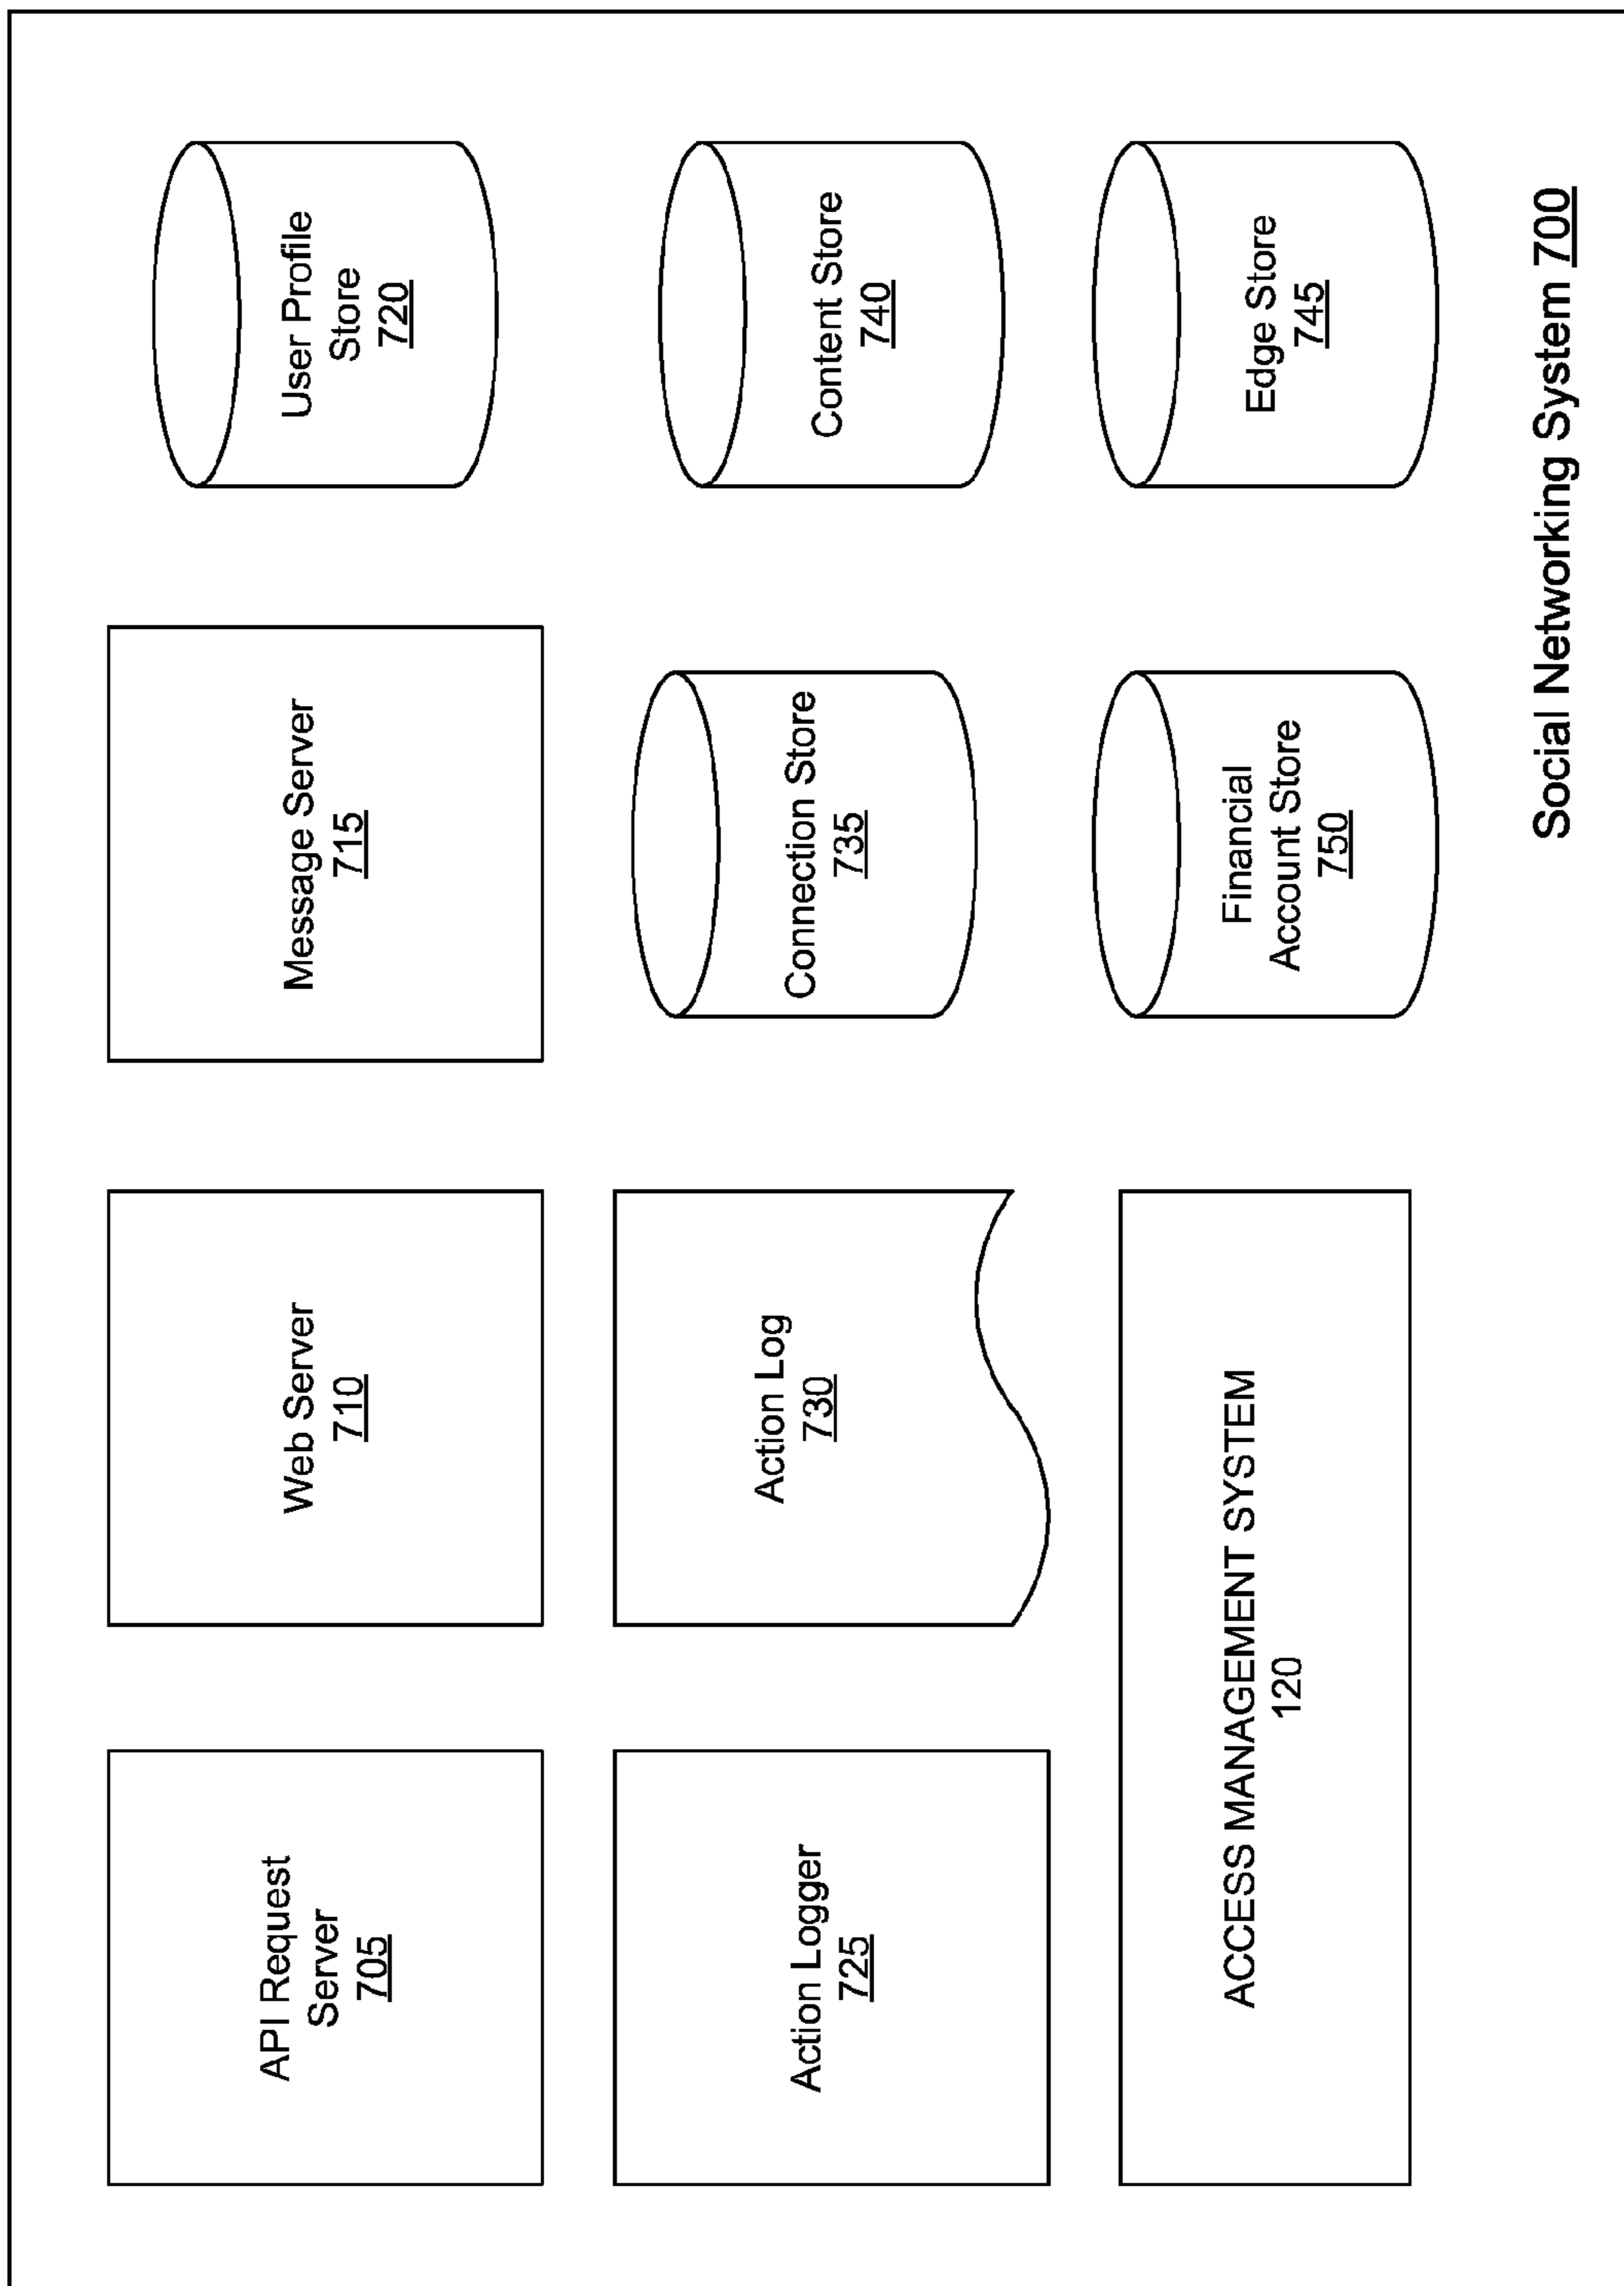 API Request
Server
705
Web Server
710
Message Server
715
User Profile
Store
720
Action Logger
725
Action Log
730
Connection Store
735
Content Store
740
ACCESS MANAGEMENT SYSTEM
120
Financial
Account Store
750
Edge Store
745
Social Networking System 700